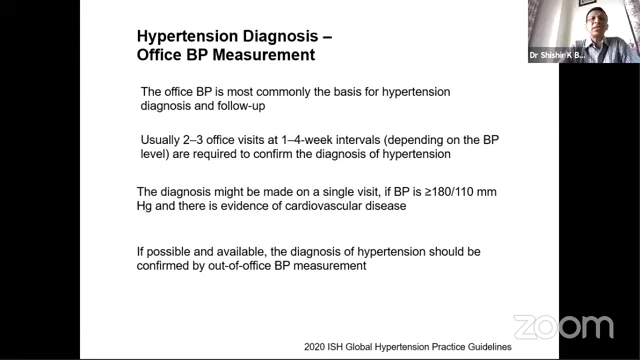 Hypertension Diagnosis –
Office BP Measurement
Dr Shishir K B...
The office BP is most commonly the basis for hypertension
diagnosis and follow-up
Usually 2–3 office visits at 1–4-week intervals (depending on the BP
level) are required to confirm the diagnosis of hypertension
The diagnosis might be made on a single visit, if BP is ≥180/110 mm
Hg and there is evidence of cardiovascular disease
If possible and available, the diagnosis of hypertension should be
confirmed by out-of-office BP measurement
zoom
2020 ISH Global Hypertension Practice Guidelines